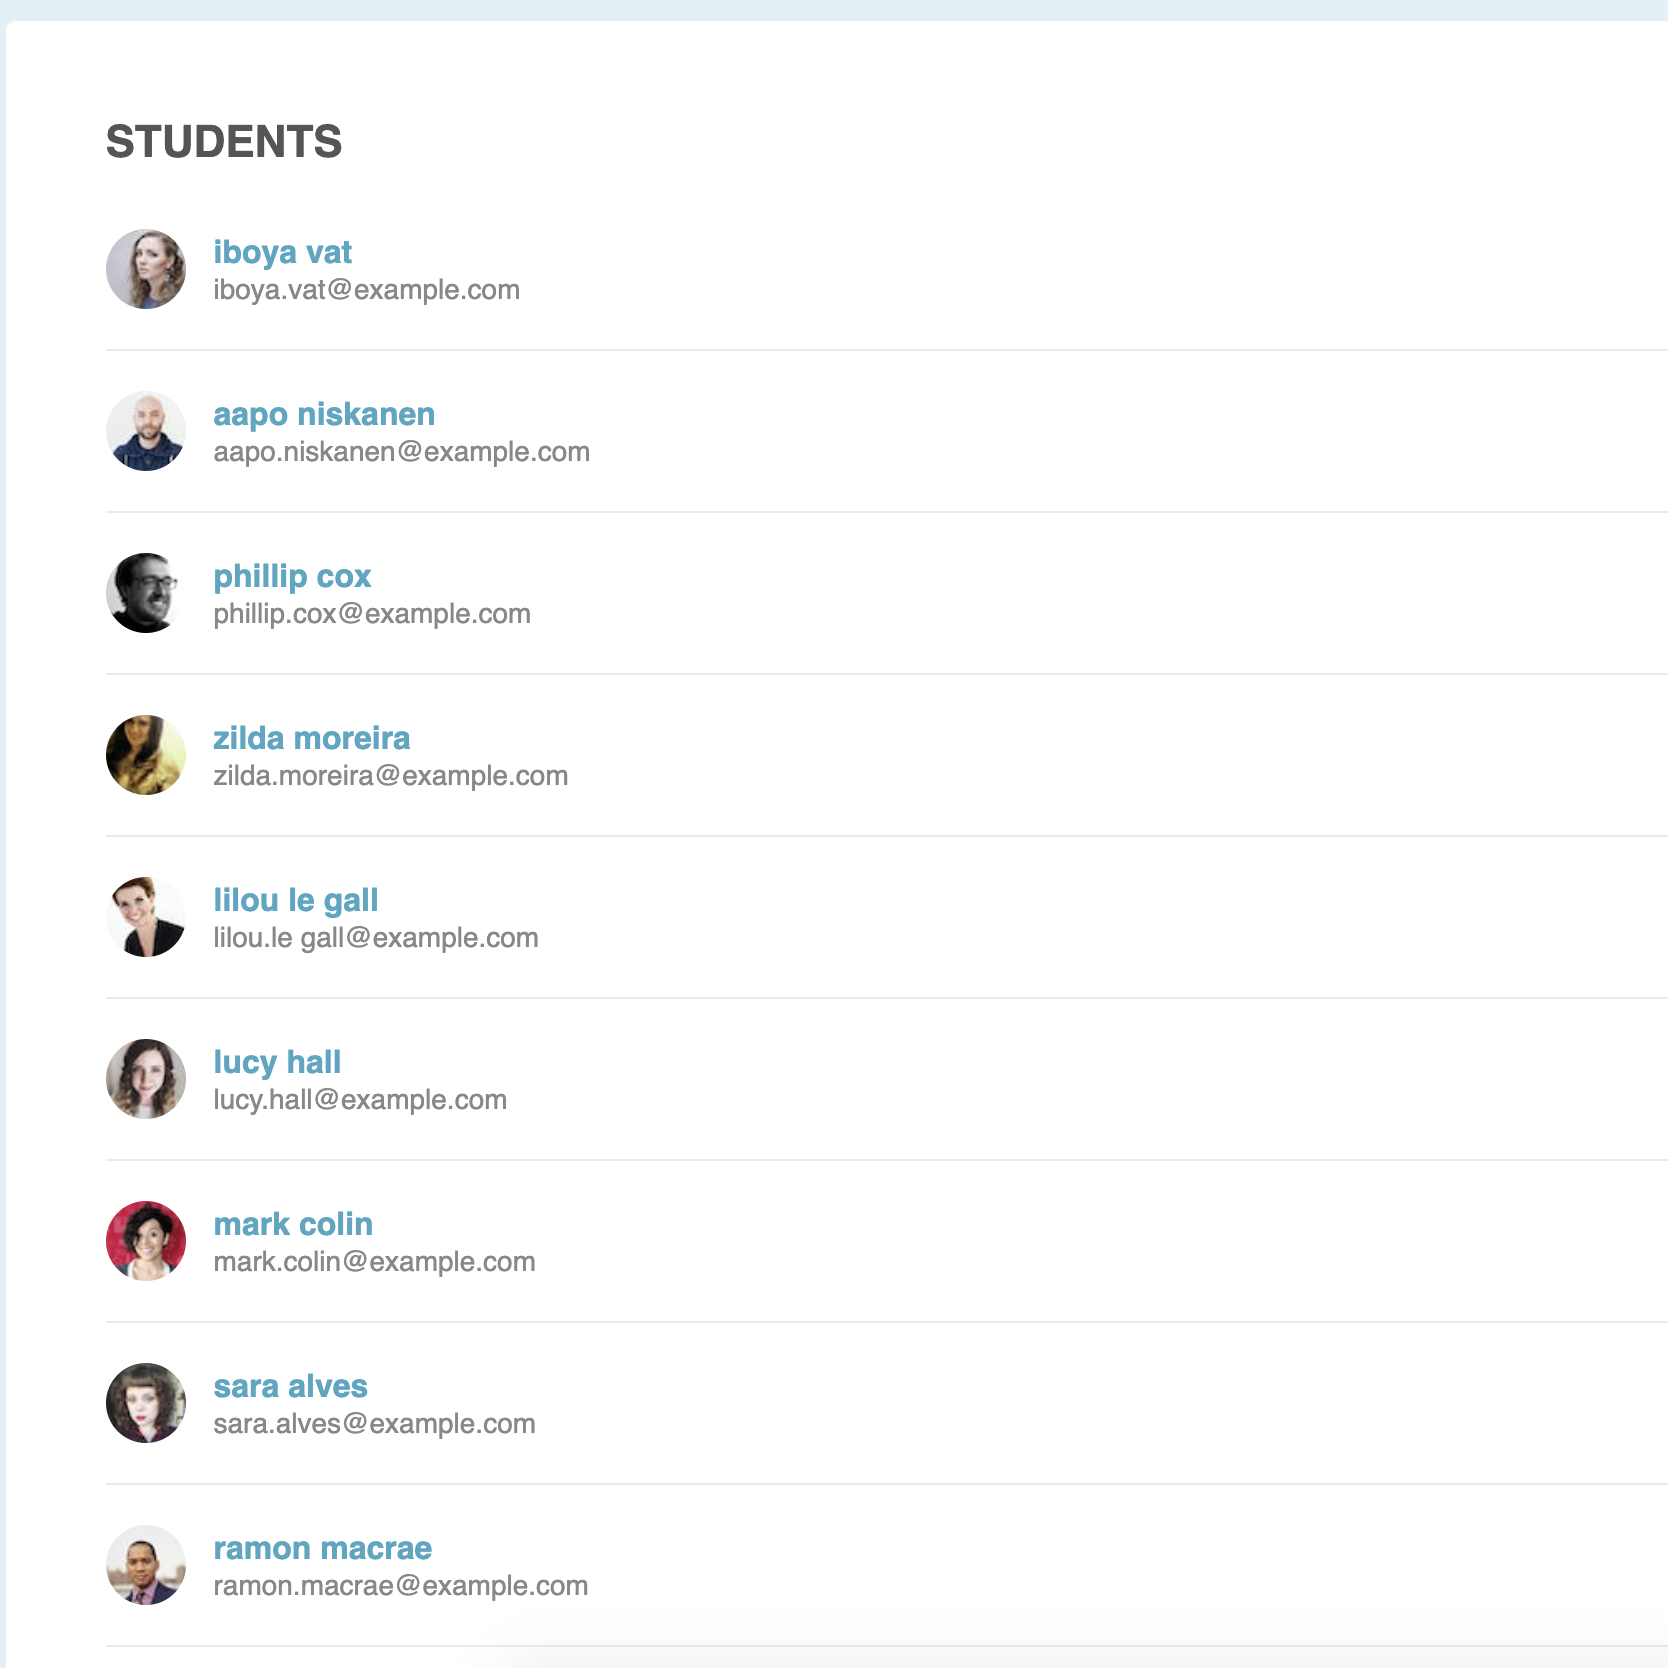 STUDENTS
iboya vat
iboya.vat@example.com
aapo niskanen
aapo.niskanen@example.com
phillip cox
phillip.cox@example.com
zilda moreira
zilda.moreira@example.com
lilou le gall
lilou.le gall@example.com
lucy hall
lucy.hall@example.com
mark colin
mark.colin@example.com
sara alves
sara.alves@example.com
ramon macrae
ramon.macrae@example.com